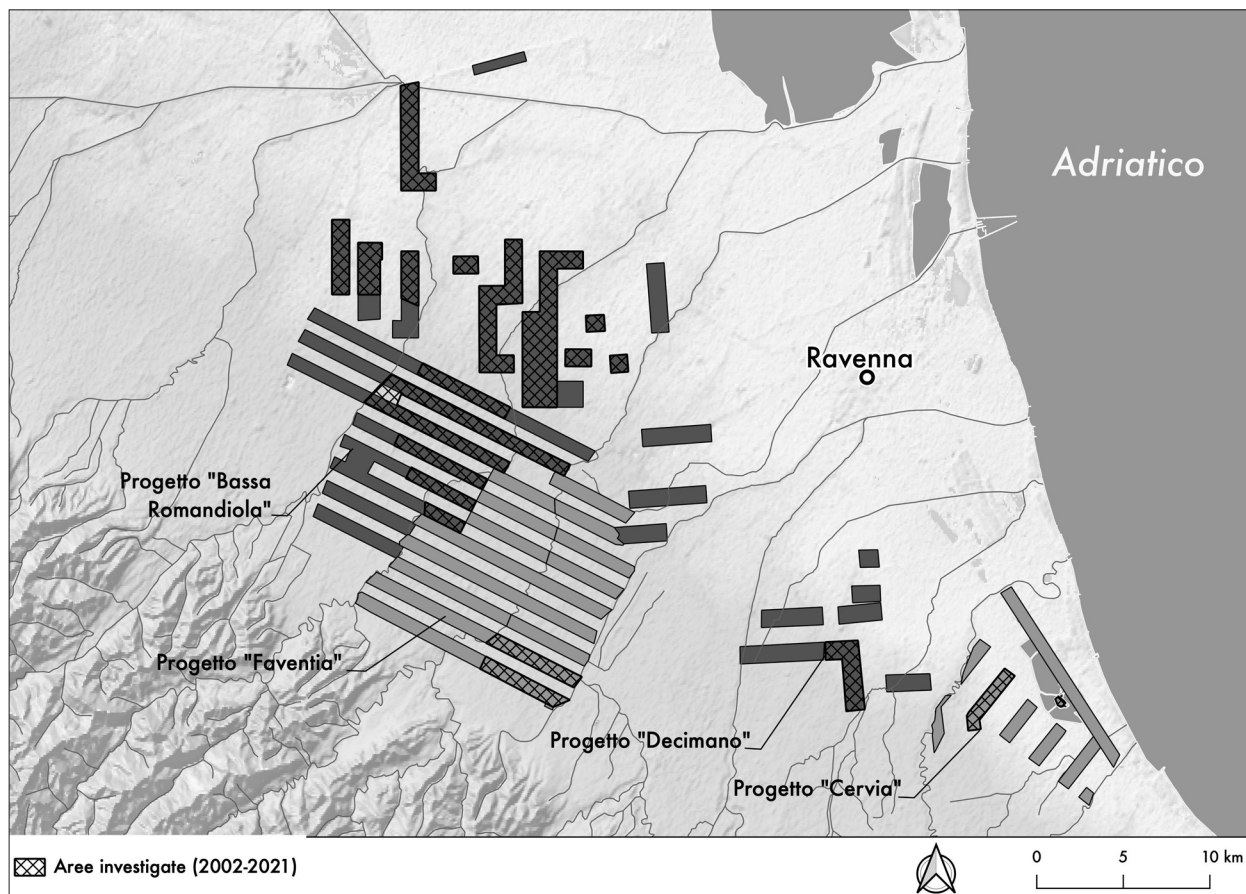 Adriatico
Ravenna
Progetto "Bassa
Romandiola"
Progetto "Faventia"
Progetto "Decimano"
Progetto "Cervia"
Aree investigate (2002-2021)
0 5 10 km